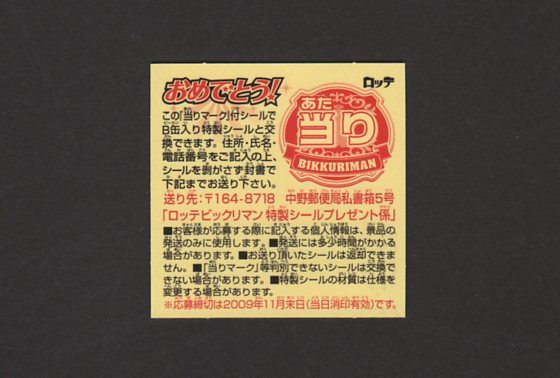 おめでとう!
ロッテ
あた
当り
BIKKURIMAN
この「当りマーク」付シールで
B缶入り特製シールと交
換できます。住所・氏名・
電話番号をご記入の上、
シールを剥がさず封書で
下記までお送り下さい。
送り先:〒164-8718 中野郵便局私書箱5号
「ロッテビックリマン 特製シールプレゼント係」
■お客様が応募する際に記入する個人情報は、景品の
発送のみに使用します。■発送には多少時間がかかる
場合があります。■お送り頂いたシールは返却できま
せん。■「当りマーク」等判別できないシールは交換で
きない場合があります。■特製シールの材質は仕様を
変更する場合があります。
※応募締切は2009年11月末日(当日消印有効)です。